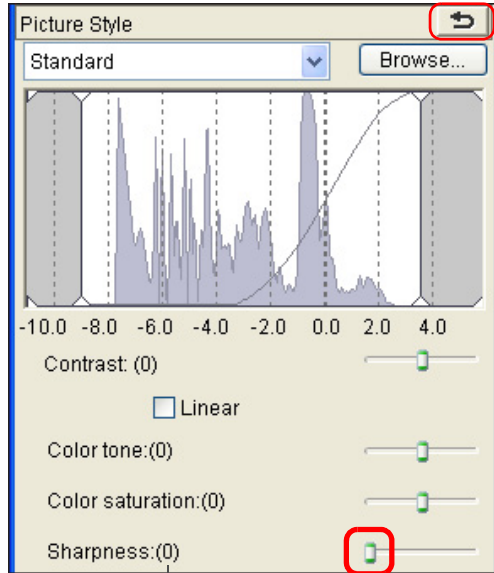 Picture Style
Standard Browse...
-10.0 -8.0 -6.0 -4.0 -2.0 0.0 2.0 4.0
Contrast: (0)
Linear
Color tone:(0)
Color saturation:(0)
Sharpness:(0)